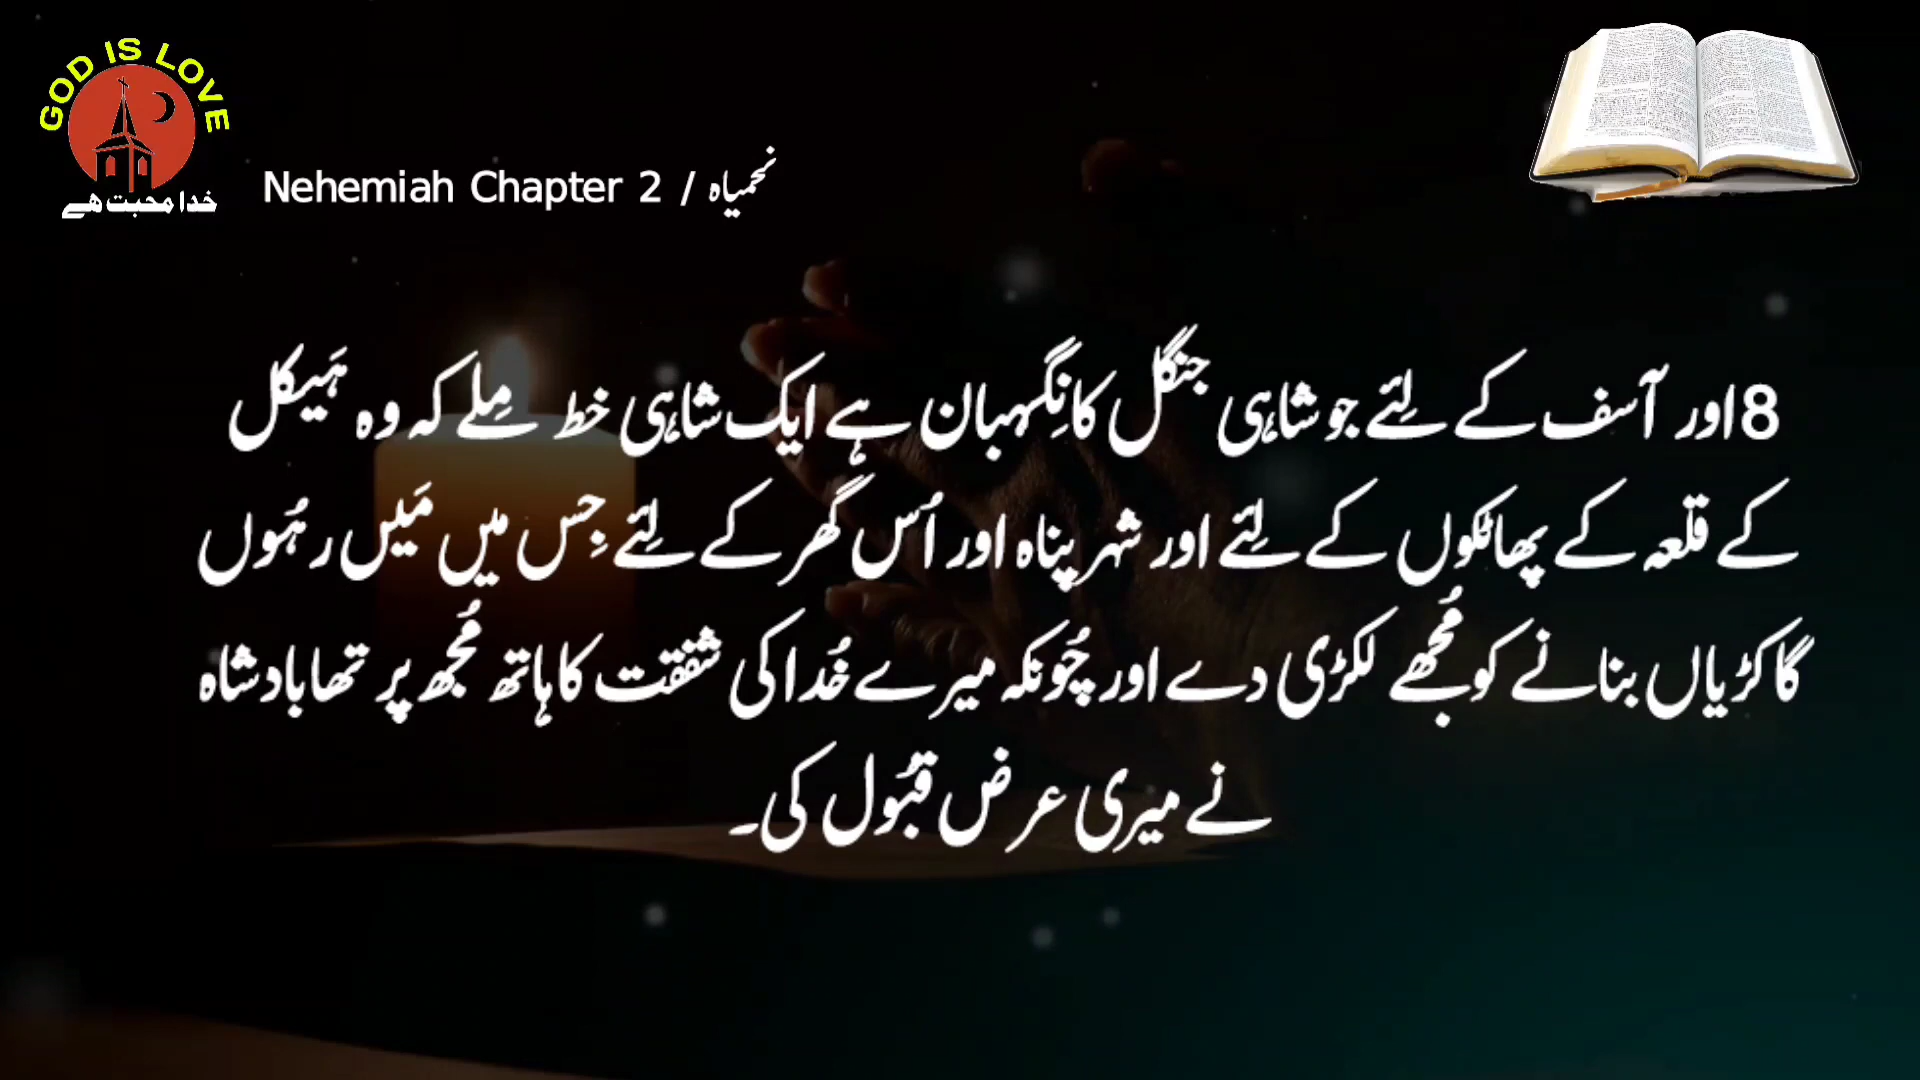 GOD IS LOVE
خدا محبت ھے
Nehemiah Chapter 2 / نحمیاہ
8اور آسف کے لِئے جو شاہی جنگل کا نِگہبان ہے ایک شاہی خط مِلے کہ وہ ہَیکل
کے قلعہ کے پھاٹکوں کے لِئے اور شہر پناہ اور اُس گھر کے لِئے جِس میں مَیں رہُوں
گا کڑیاں بنانے کو مُجھے لکڑی دے اور چُونکہ میرے خُدا کی شفقت کا ہاتھ مُجھ پر تھا بادشاہ
نے میری عرض قبُول کی۔